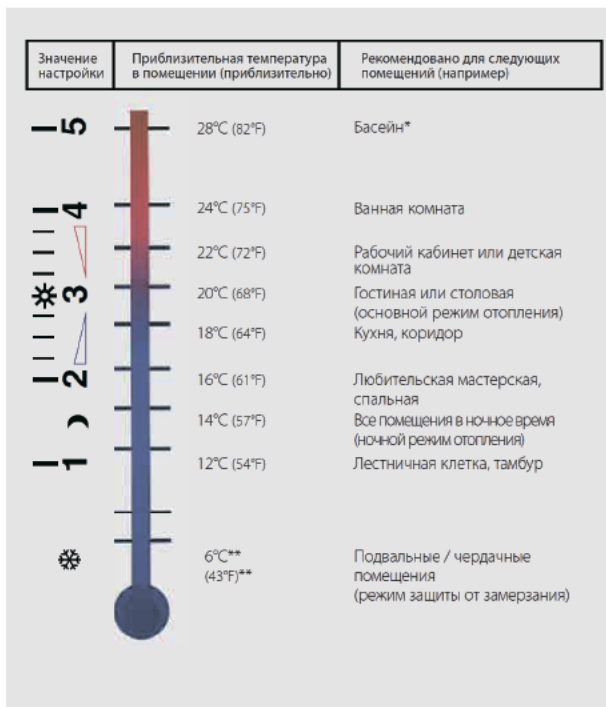 Значение
настройки
Приблизительная температура
в помещении (приблизительно)
Рекомендовано для следующих
помещений (например)
5
28°C (82°F)
Басейн*
4
24°C (75°F)
Ванная комната
22°C (72°F)
Рабочий кабинет или детская
комната
3
20°C (68°F)
Гостиная или столовая
(основной режим отопления)
18°C (64°F)
Кухня, коридор
2
16°C (61°F)
Любительская мастерская,
спальная
14°C (57°F)
Все помещения в ночное время
(ночной режим отопления)
1
12°C (54°F)
Лестничная клетка, тамбур
6°C**
(43°F)**
Подвальные / чердачные
помещения
(режим защиты от замерзания)